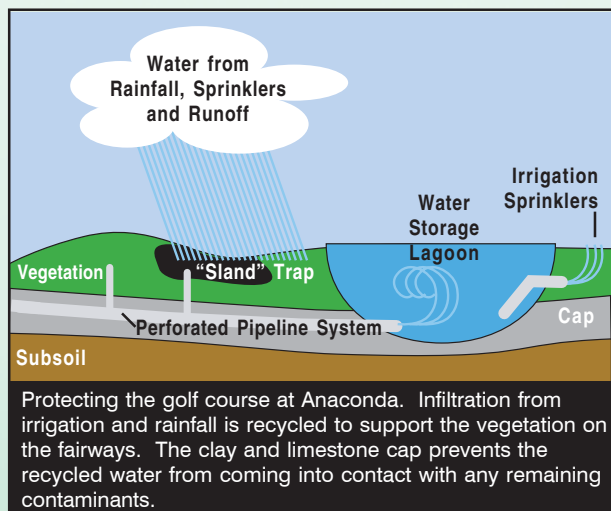 Water from
Rainfall, Sprinklers
and Runoff
Irrigation
Sprinklers
Water
Storage
Lagoon
Vegetation
“Sland” Trap
Perforated Pipeline System
Cap
Subsoil
Protecting the golf course at Anaconda. Infiltration from
irrigation and rainfall is recycled to support the vegetation on
the fairways. The clay and limestone cap prevents the
recycled water from coming into contact with any remaining
contaminants.